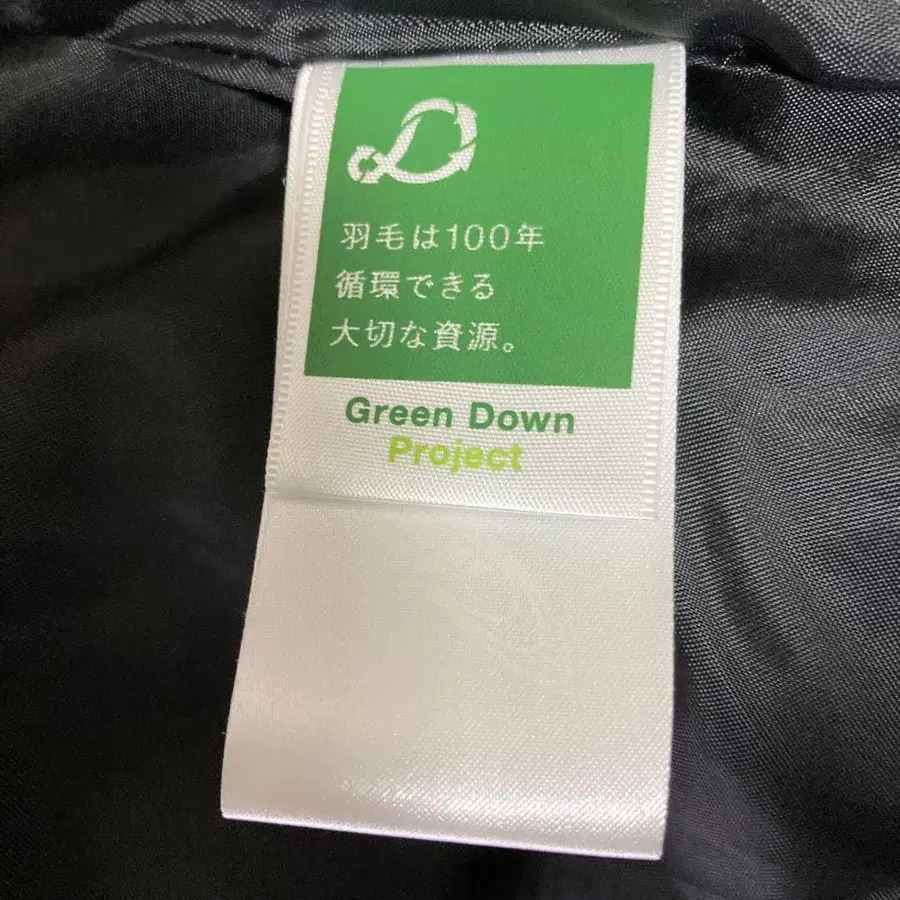 羽毛は100年
循環できる
大切な資源。
Green Down
Project